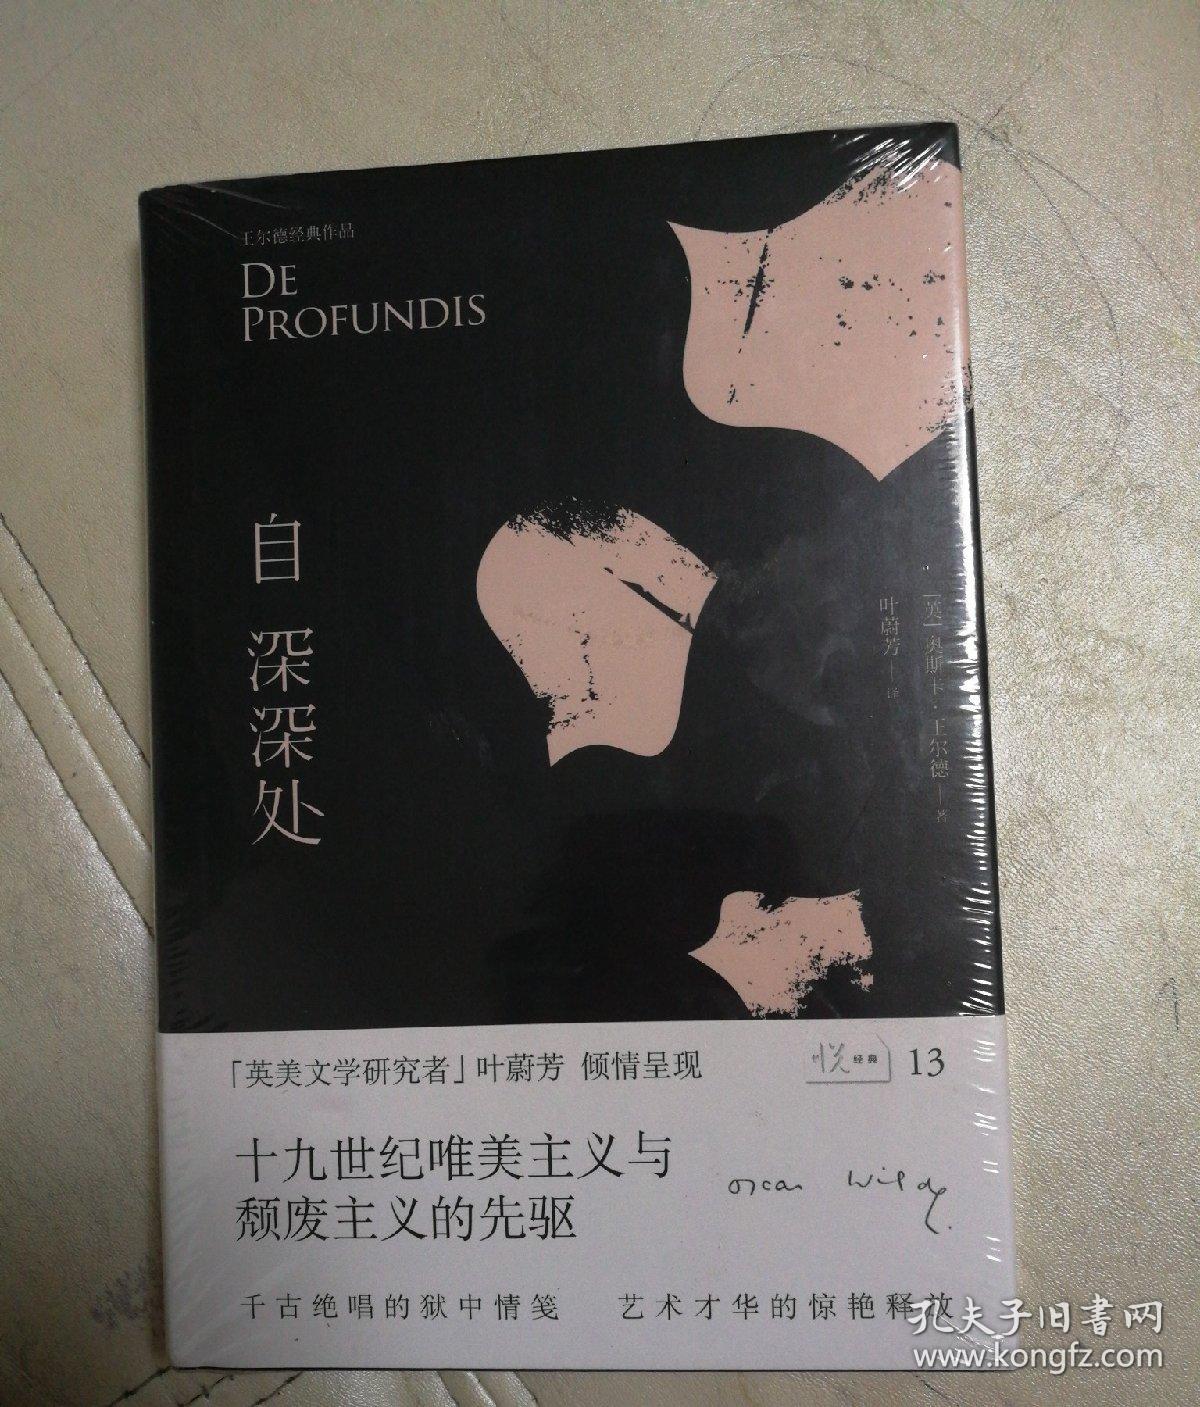 王尔德经典作品
DE
PROFUNDIS
自深深处
[英] 奥斯卡·王尔德—著
叶蔚芳—译
「英美文学研究者」叶蔚芳 倾情呈现
悦经典 13
十九世纪唯美主义与
颓废主义的先驱
Oscar Wilde
千古绝唱的狱中情笺 艺术才华的惊艳释放
孔夫子旧书网
www.kongfz.com